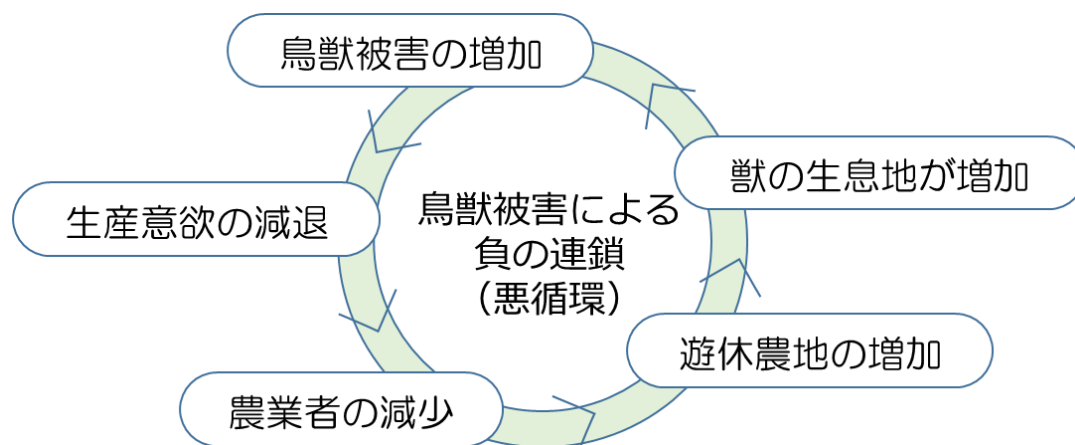 鳥獣被害の増加
獣の生息地が増加
生産意欲の減退
鳥獣被害による
負の連鎖
（悪循環）
遊休農地の増加
農業者の減少